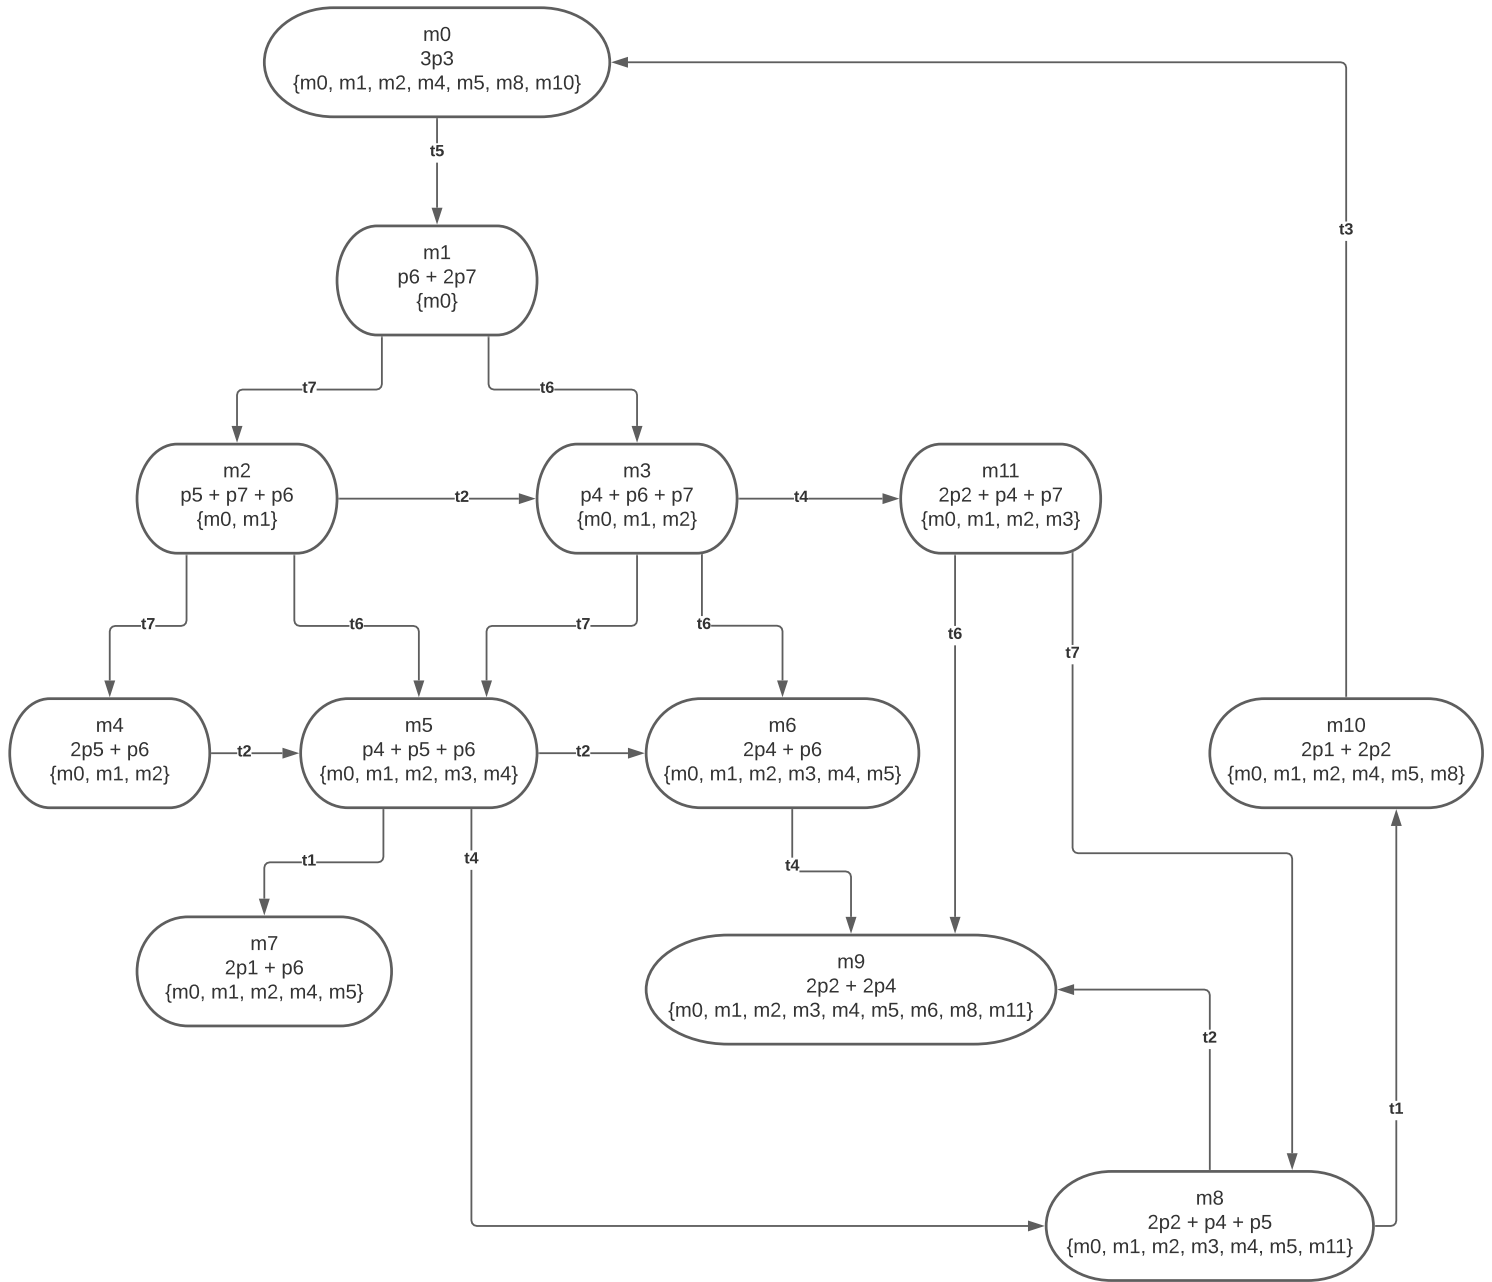 m0
3p3
{m0, m1, m2, m4, m5, m8, m10}
t5
t3
m1
p6 + 2p7
{m0}
t7
t6
m2
p5 + p7 + p6
{m0, m1}
t2
m3
p4 + p6 + p7
{m0, m1, m2}
t4
m11
2p2 + p4 + p7
{m0, m1, m2, m3}
t7
t6
t7
t6
t6
t7
m4
2p5 + p6
{m0, m1, m2}
t2
m5
p4 + p5 + p6
{m0, m1, m2, m3, m4}
t2
m6
2p4 + p6
{m0, m1, m2, m3, m4, m5}
m10
2p1 + 2p2
{m0, m1, m2, m4, m5, m8}
t1
t4
t4
m7
2p1 + p6
{m0, m1, m2, m4, m5}
m9
2p2 + 2p4
{m0, m1, m2, m3, m4, m5, m6, m8, m11}
t2
t1
m8
2p2 + p4 + p5
{m0, m1, m2, m3, m4, m5, m11}